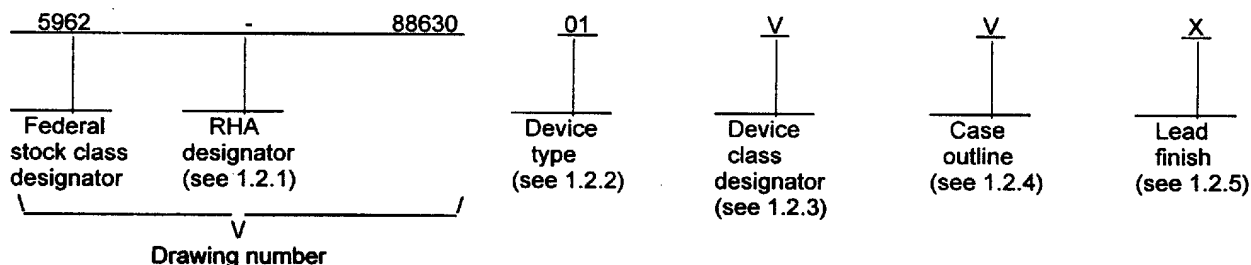 5962 - 88630 01 V V X
Federal stock class designator
RHA designator (see 1.2.1)
Device type (see 1.2.2)
Device class designator (see 1.2.3)
Case outline (see 1.2.4)
Lead finish (see 1.2.5)
\ / V
Drawing number